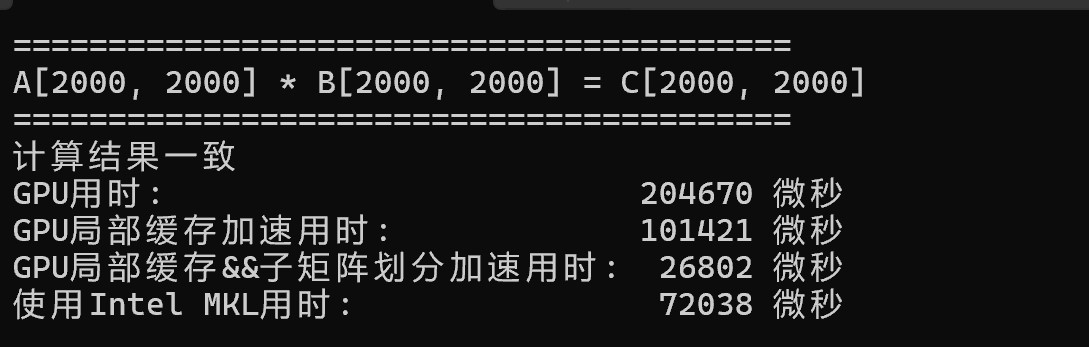 =========================================
A[2000, 2000] * B[2000, 2000] = C[2000, 2000]
=========================================
计算结果一致
GPU用时: 204670 微秒
GPU局部缓存加速用时: 101421 微秒
GPU局部缓存&&子矩阵划分加速用时: 26802 微秒
使用Intel MKL用时: 72038 微秒